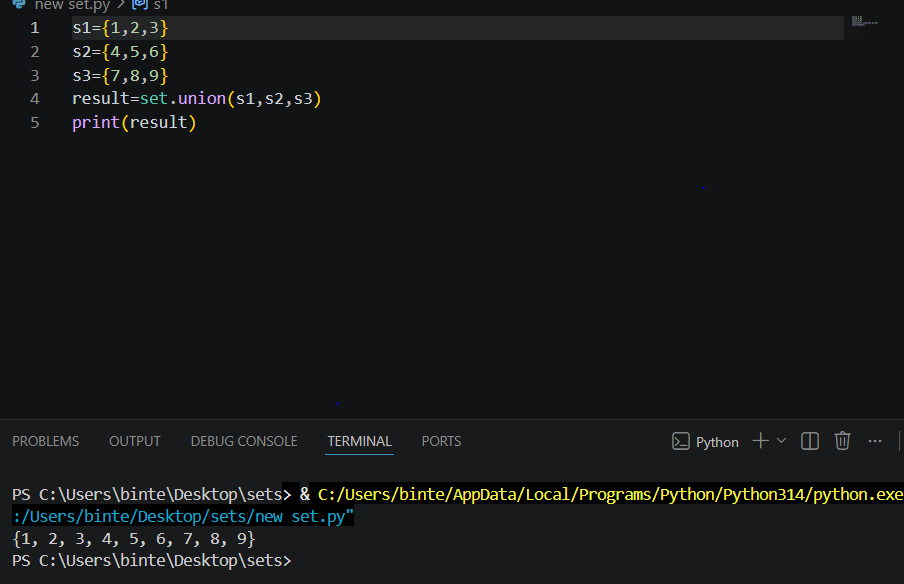 new set.py > s1
1 s1={1,2,3}
2 s2={4,5,6}
3 s3={7,8,9}
4 result=set.union(s1,s2,s3)
5 print(result)
PROBLEMS OUTPUT DEBUG CONSOLE TERMINAL PORTS Python
PS C:\Users\binte\Desktop\sets> & C:/Users/binte/AppData/Local/Programs/Python/Python314/python.exe
:/Users/binte/Desktop/sets/new set.py"
{1, 2, 3, 4, 5, 6, 7, 8, 9}
PS C:\Users\binte\Desktop\sets>